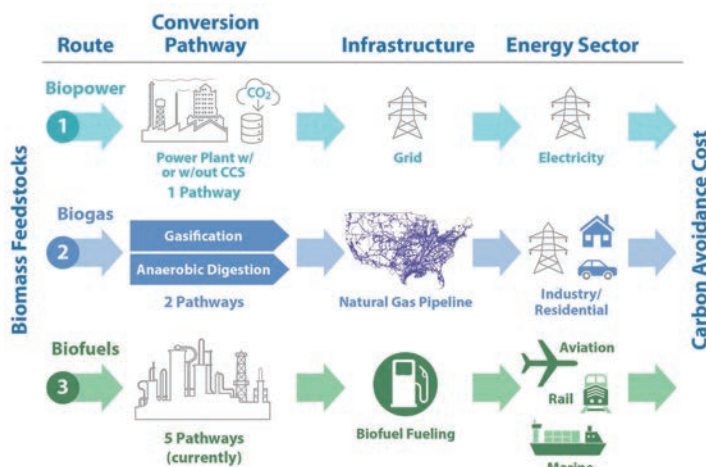 Route
Conversion
Pathway
Infrastructure
Energy Sector
Biomass Feedstocks
Biopower
1
CO₂
Power Plant w/
or w/out CCS
1 Pathway
Grid
Electricity
Biogas
2
Gasification
Anaerobic Digestion
2 Pathways
Natural Gas Pipeline
Industry/
Residential
Biofuels
3
5 Pathways
(currently)
Biofuel Fueling
Aviation
Rail
Marine
Carbon Avoidance Cost